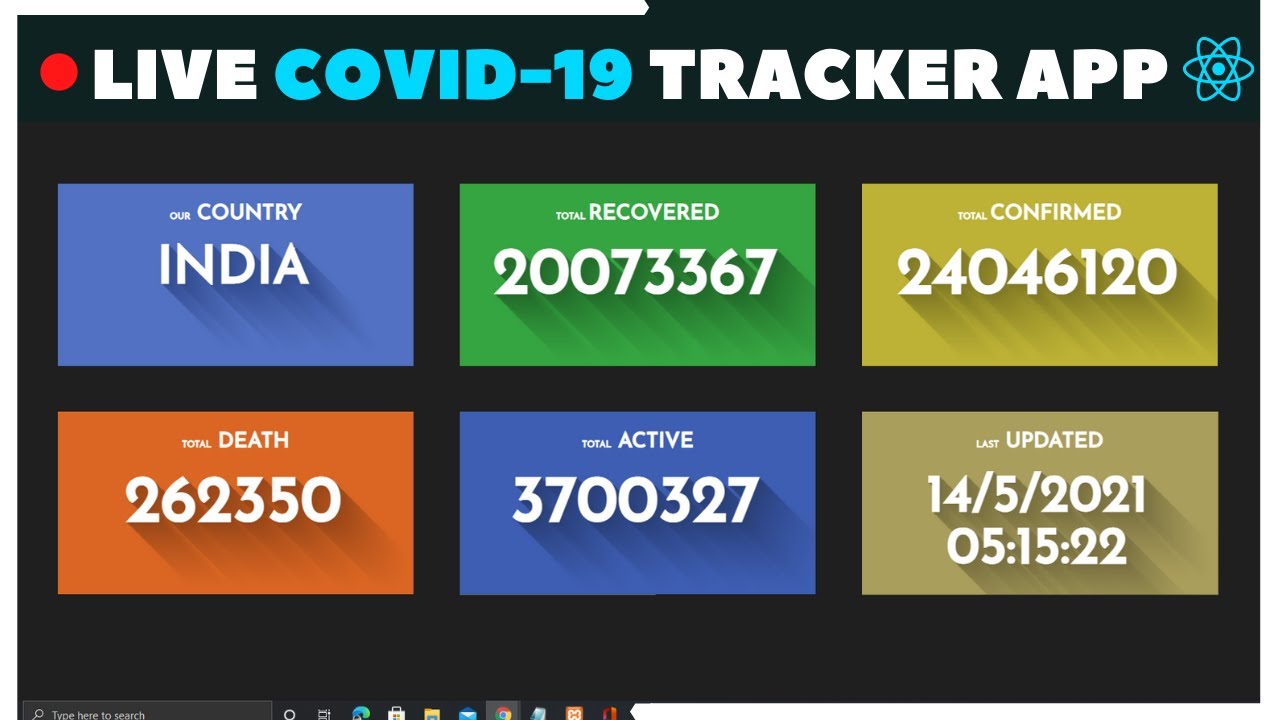 LIVE COVID-19 TRACKER APP
OUR COUNTRY
INDIA
TOTAL RECOVERED
20073367
TOTAL CONFIRMED
24046120
TOTAL DEATH
262350
TOTAL ACTIVE
3700327
LAST UPDATED
14/5/2021
05:15:22
Type here to search